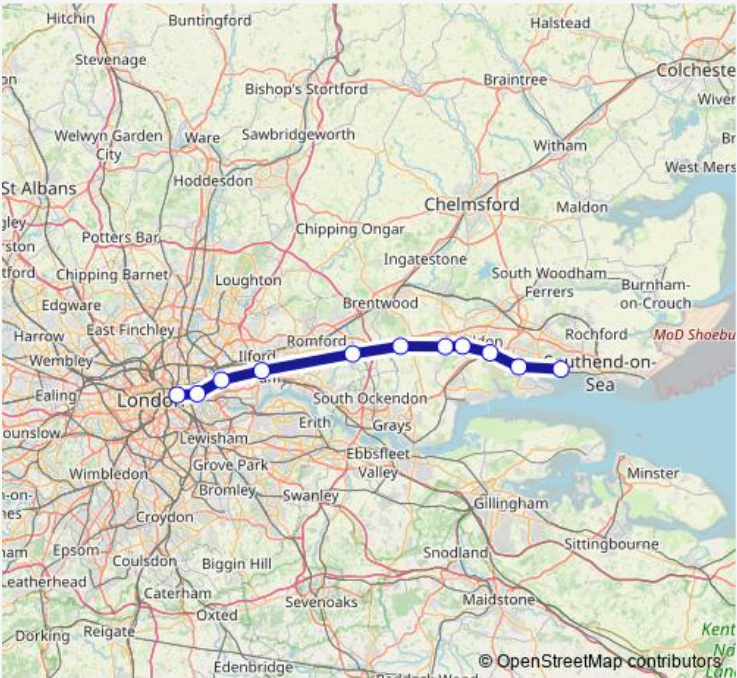 Hitchin
Buntingford
Halstead
Stevenage
Colcheste
Braintree
Bishop's Stortford
Wiver
Welwyn Garden
City
Ware
Sawbridgeworth
Witham
West Mers
Hoddesdon
St Albans
Chelmsford
Maldon
Chipping Ongar
Potters Bar
Ingatestone
South Woodham
Ferrers
Chipping Barnet
Loughton
Burnham-
on-Crouch
Edgware
Brentwood
East Finchley
Harrow
Romford
Rochford
MoD Shoebu
Wembley
Ilford
Southend-on-
Sea
Ealing
London
South Ockendon
Erith
Grays
ounslow
Lewisham
Ebbsfleet
Valley
Grove Park
Wimbledon
Bromley
Swanley
Minster
Gillingham
Croydon
Sittingbourne
Epsom
Coulsdon
Biggin Hill
Snodland
Leatherhead
Caterham
Sevenoaks
Maidstone
Oxted
Dorking
Reigate
Kent
Edenbridge
© OpenStreetMap contributors